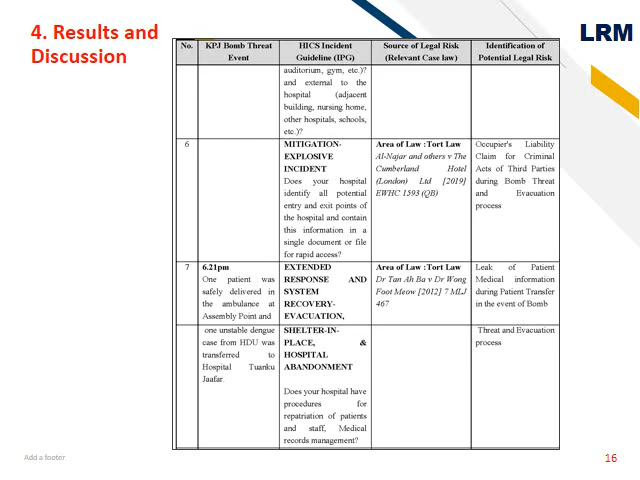 4. Results and
Discussion
LRM
No.
KPJ Bomb Threat
Event
HICS Incident
Guideline (IPG)
Source of Legal Risk
(Relevant Case law)
Identification of
Potential Legal Risk
auditorium, gym, etc.)?
and external to the
hospital (adjacent
building, nursing home,
other hospitals, schools,
etc.)?
6
MITIGATION-
EXPLOSIVE
INCIDENT
Does your hospital
identify all potential
entry and exit points of
the hospital and contain
this information in a
single document or file
for rapid access?
Area of Law :Tort Law
Al-Najar and others v The
Cumberland Hotel
(London) Ltd [2019]
EWHC 1593 (QB)
Occupier's Liability
Claim for Criminal
Acts of Third Parties
during Bomb Threat
and Evacuation
process
7
6.21pm
One patient was
safely delivered in
the ambulance at
Assembly Point and
EXTENDED
RESPONSE AND
SYSTEM
RECOVERY-
EVACUATION,
Area of Law :Tort Law
Dr Tan Ah Ba v Dr Wong
Foot Meow [2012] 7 MLJ
467
Leak of Patient
Medical information
during Patient Transfer
in the event of Bomb
one unstable dengue
case from HDU was
transferred to
Hospital Tuanku
Jaafar.
SHELTER-IN-
PLACE, &
HOSPITAL
ABANDONMENT
Does your hospital have
procedures for
repatriation of patients
and staff, Medical
records management?
Threat and Evacuation
process
Add a footer
16